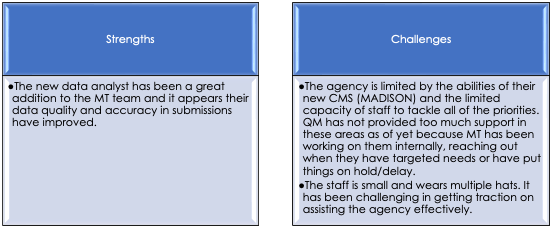 Strengths
●The new data analyst has been a great
addition to the MT team and it appears their
data quality and accuracy in submissions
have improved.
Challenges
●The agency is limited by the abilities of their
new CMS (MADISON) and the limited
capacity of staff to tackle all of the priorities.
QM has not provided too much support in
these areas as of yet because MT has been
working on them internally, reaching out
when they have targeted needs or have put
things on hold/delay.
●The staff is small and wears multiple hats. It
has been challenging in getting traction on
assisting the agency effectively.